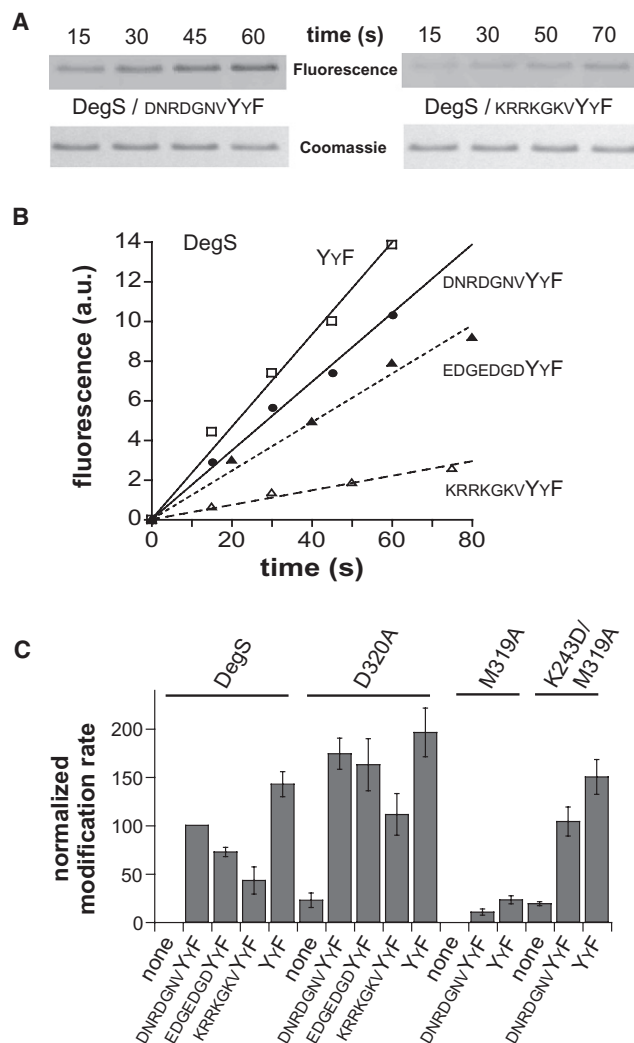 A
15 30 45 60 time (s) 15 30 50 70
Fluorescence
DegS / DNRDGNVYYF DegS / KRRKGKVYYF
Coomassie
B
DegS
YYF
DNRDGNVYYF
EDGEDGDYYF
KRRKGKVYYF
fluorescence (a.u.)
14
12
10
8
6
4
2
0
0 20 40 60 80
time (s)
C
DegS D320A M319A K243D/
M319A
normalized
modification rate
200
150
100
50
0
none DNRDGNVYYF EDGEDGDYYF KRRKGKVYYF YYF none DNRDGNVYYF EDGEDGDYYF KRRKGKVYYF YYF none DNRDGNVYYF YYF none DNRDGNVYYF YYF